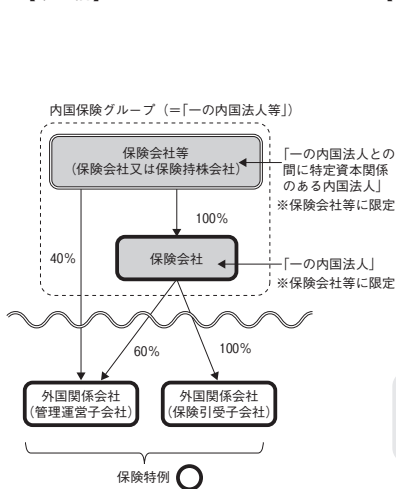 内国保険グループ（＝「一の内国法人等」）
保険会社等
（保険会社又は保険持株会社）
「一の内国法人との
間に特定資本関係
のある内国法人」
※保険会社等に限定
100%
40%
保険会社
「一の内国法人」
※保険会社等に限定
60%
100%
外国関係会社
（管理運営子会社）
外国関係会社
（保険引受子会社）
保険特例